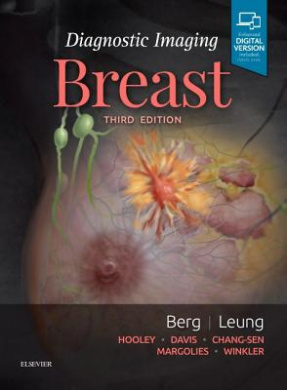 Enhanced
DIGITAL
VERSION
Included
Diagnostic Imaging
Breast
THIRD EDITION
Berg | Leung
HOOLEY • DAVIS • CHANG-SEN
MARGOLIES • WINKLER
ELSEVIER